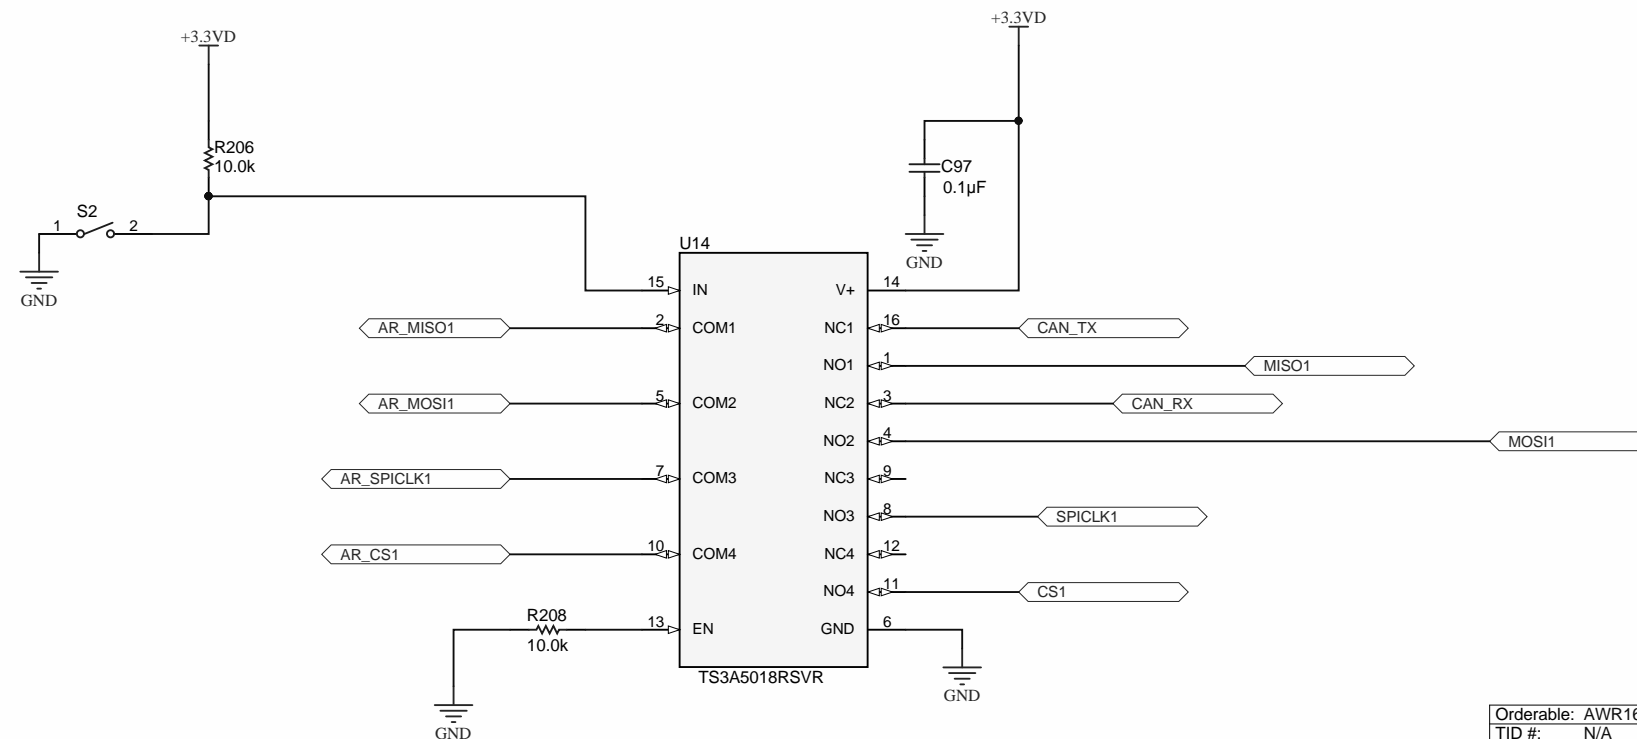 +3.3VD
+3.3VD
R206
10.0k
C97
0.1µF
S2
1 2
GND
GND
U14
15 IN V+ 14
AR_MISO1 2 COM1 NC1 16 CAN_TX
NO1 1 MISO1
AR_MOSI1 5 COM2 NC2 3 CAN_RX
NO2 4 MOSI1
AR_SPICLK1 7 COM3 NC3 9
NO3 8 SPICLK1
AR_CS1 10 COM4 NC4 12
NO4 11 CS1
R208
10.0k
13 EN GND 6
TS3A5018RSVR
GND
GND
Orderable: AWR16
TID #: N/A